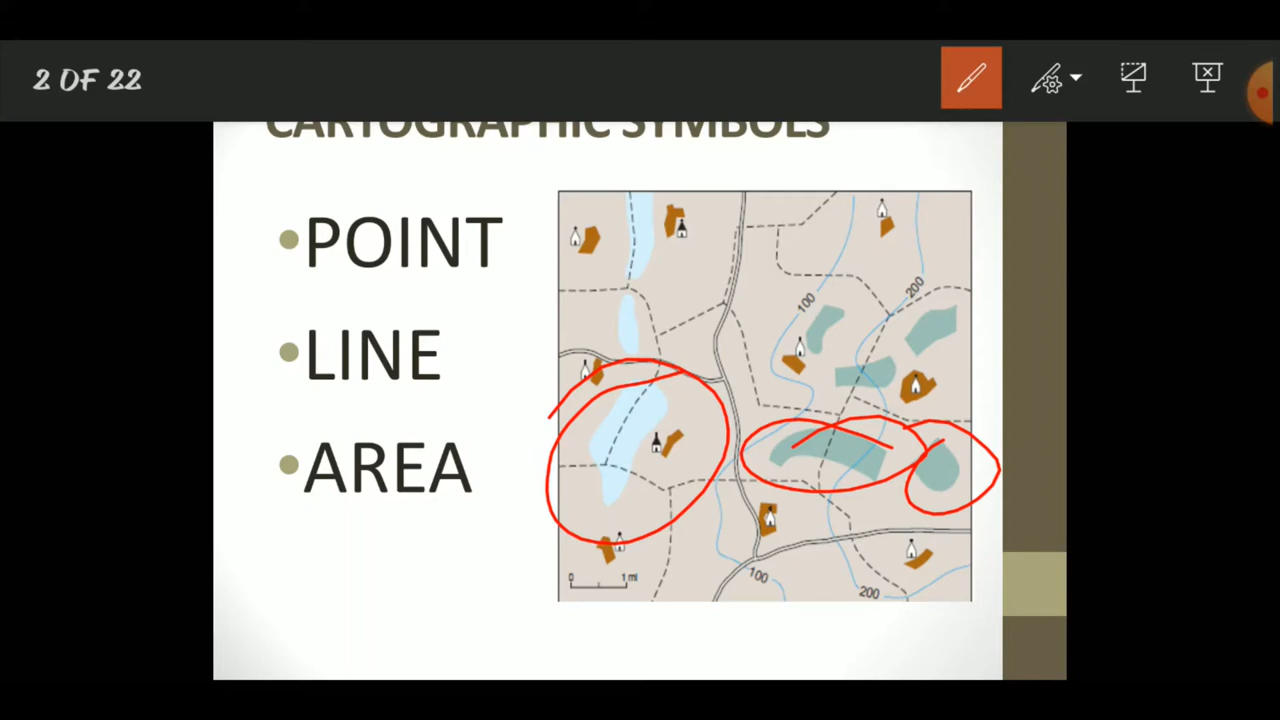 2 OF 22
CARTOGRAPHIC SYMBOLS
•POINT
•LINE
•AREA
100
200
100
200
0 1 mi